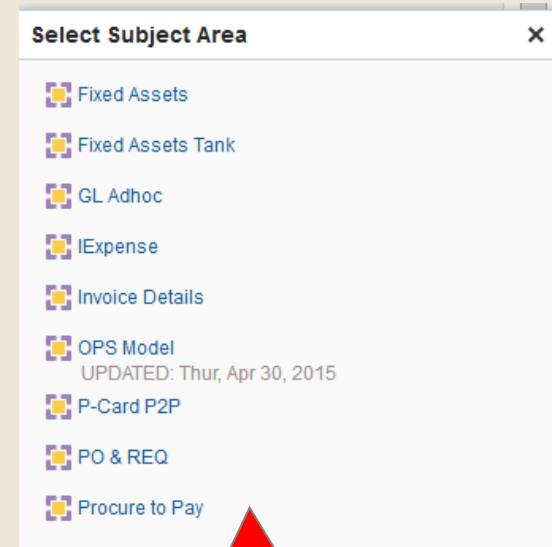 Select Subject Area
Fixed Assets
Fixed Assets Tank
GL Adhoc
IExpense
Invoice Details
OPS Model
UPDATED: Thur, Apr 30, 2015
P-Card P2P
PO & REQ
Procure to Pay